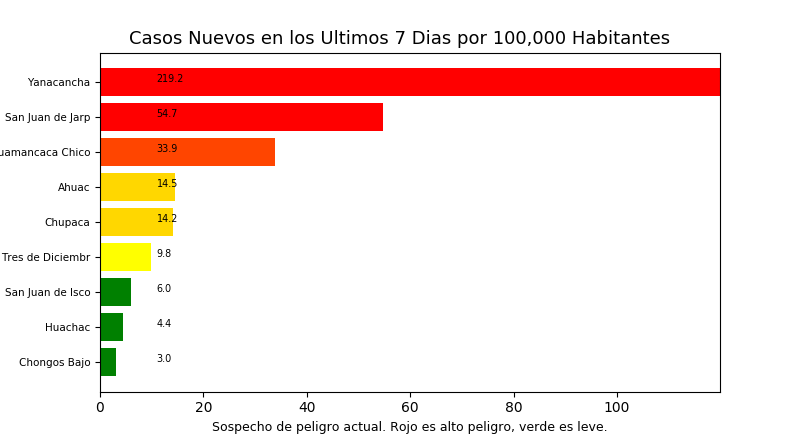 Casos Nuevos en los Ultimos 7 Dias por 100,000 Habitantes
Yanacancha 219.2
San Juan de Jarp 54.7
uamancaca Chico 33.9
Ahuac 14.5
Chupaca 14.2
Tres de Diciembr 9.8
San Juan de Isco 6.0
Huachac 4.4
Chongos Bajo 3.0
0 20 40 60 80 100
Sospecho de peligro actual. Rojo es alto peligro, verde es leve.